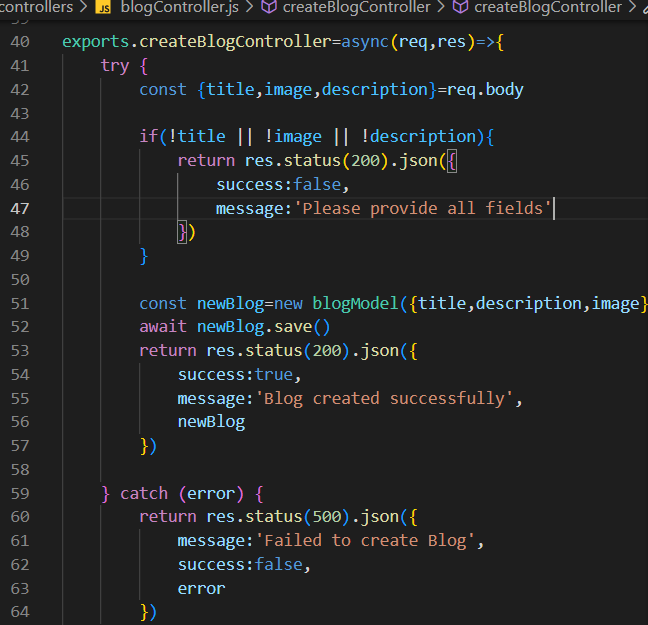 controllers > JS blogController.js > createBlogController > createBlogController >
40 exports.createBlogController=async(req,res)=>{
41 try {
42 const {title,image,description}=req.body
43
44 if(!title || !image || !description){
45 return res.status(200).json({
46 success:false,
47 message:'Please provide all fields'
48 })
49 }
50
51 const newBlog=new blogModel({title,description,image}
52 await newBlog.save()
53 return res.status(200).json({
54 success:true,
55 message:'Blog created successfully',
56 newBlog
57 })
58
59 } catch (error) {
60 return res.status(500).json({
61 message:'Failed to create Blog',
62 success:false,
63 error
64 })